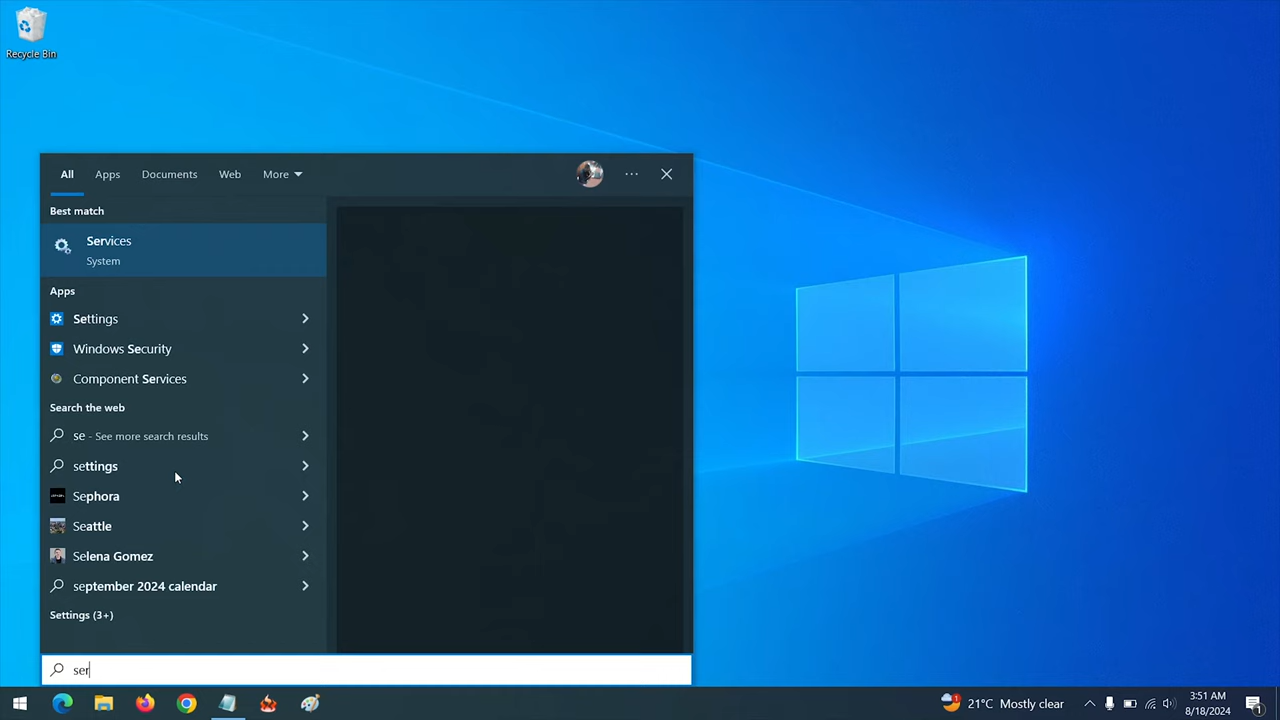 Recycle Bin
All Apps Documents Web More
Best match
Services
System
Apps
Settings
Windows Security
Component Services
Search the web
se - See more search results
settings
Sephora
Seattle
Selena Gomez
september 2024 calendar
Settings (3+)
ser
21°C Mostly clear
3:51 AM
8/18/2024
1